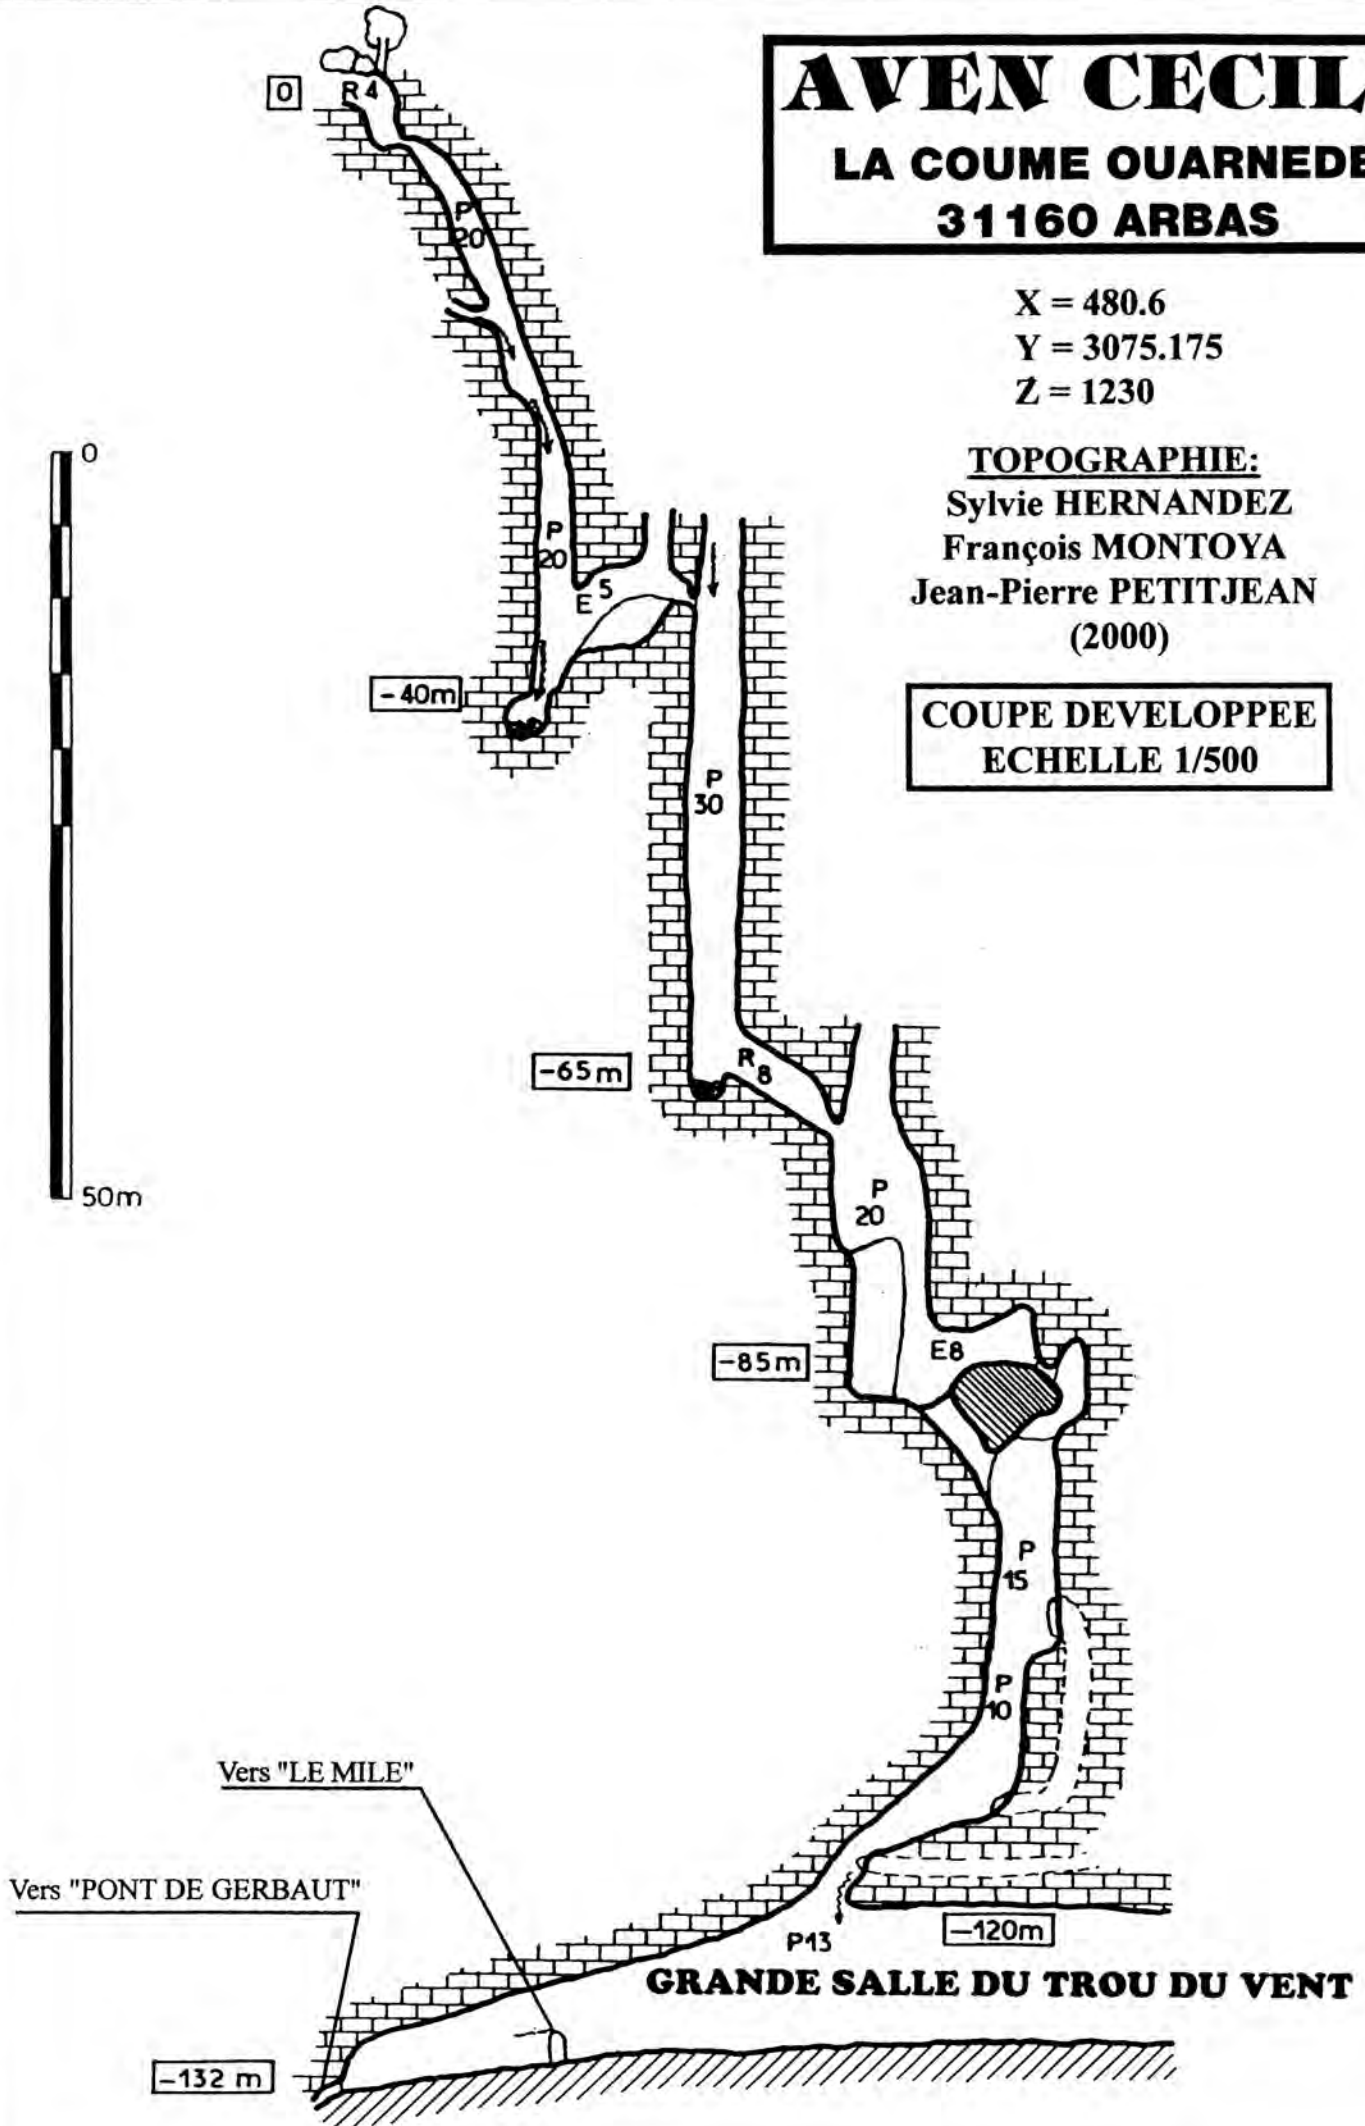 AVEN CECIL
LA COUME OUARNEDE
31160 ARBAS
X = 480.6
Y = 3075.175
Z = 1230
TOPOGRAPHIE:
Sylvie HERNANDEZ
François MONTOYA
Jean-Pierre PETITJEAN
(2000)
COUPE DEVELOPPEE
ECHELLE 1/500
0
R4
P
20
0
P
20
E 5
-40m
P
30
-65m
R8
50m
P
20
-85m
E8
P
15
P
10
Vers "LE MILE"
Vers "PONT DE GERBAUT"
P13
-120m
GRANDE SALLE DU TROU DU VENT
-132 m